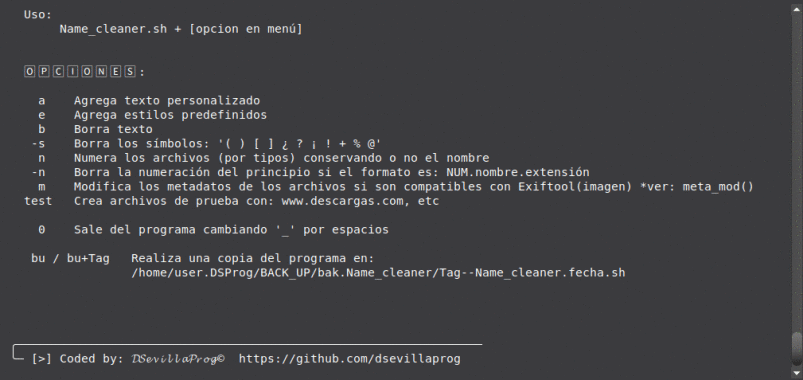 Uso:
Name_cleaner.sh + [opcion en menú]
🄾🄿🄲🄸🄾🄽🄴🅂:
a Agrega texto personalizado
e Agrega estilos predefinidos
b Borra texto
-s Borra los símbolos: '( ) [ ] ¿ ? ¡ ! + % @'
n Numera los archivos (por tipos) conservando o no el nombre
-n Borra la numeración del principio si el formato es: NUM.nombre.extensión
m Modifica los metadatos de los archivos si son compatibles con Exiftool(imagen) *ver: meta_mod()
test Crea archivos de prueba con: www.descargas.com, etc
0 Sale del programa cambiando '_' por espacios
bu / bu+Tag Realiza una copia del programa en:
/home/user.DSProg/BACK_UP/bak.Name_cleaner/Tag--Name_cleaner.fecha.sh
[>] Coded by: 𝓓𝓢𝓮𝓿𝓲𝓵𝓵𝓪𝓟𝓻𝓸𝓰© https://github.com/dsevillaprog